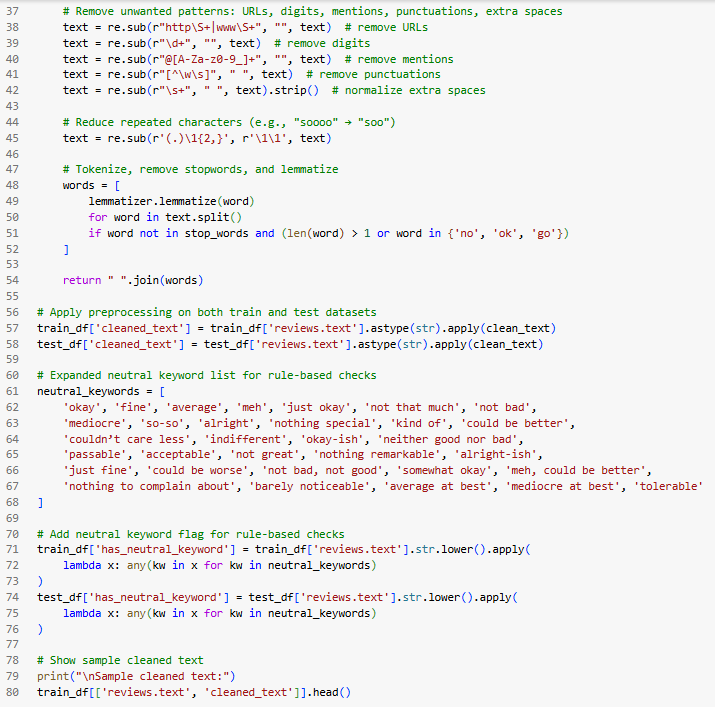 37 # Remove unwanted patterns: URLs, digits, mentions, punctuations, extra spaces
38 text = re.sub(r"http\S+|www\S+", "", text)  # remove URLs
39 text = re.sub(r"\d+", "", text)  # remove digits
40 text = re.sub(r"@[A-Za-z0-9_]+", "", text)  # remove mentions
41 text = re.sub(r"[^\w\s]", " ", text)  # remove punctuations
42 text = re.sub(r"\s+", " ", text).strip()  # normalize extra spaces
43
44 # Reduce repeated characters (e.g., "soooo" → "soo")
45 text = re.sub(r'(.)\1{2,}', r'\1\1', text)
46
47 # Tokenize, remove stopwords, and lemmatize
48 words = [
49 lemmatizer.lemmatize(word)
50 for word in text.split()
51 if word not in stop_words and (len(word) > 1 or word in {'no', 'ok', 'go'})
52 ]
53
54 return " ".join(words)
55
56 # Apply preprocessing on both train and test datasets
57 train_df['cleaned_text'] = train_df['reviews.text'].astype(str).apply(clean_text)
58 test_df['cleaned_text'] = test_df['reviews.text'].astype(str).apply(clean_text)
59
60 # Expanded neutral keyword list for rule-based checks
61 neutral_keywords = [
62 'okay', 'fine', 'average', 'meh', 'just okay', 'not that much', 'not bad',
63 'mediocre', 'so-so', 'alright', 'nothing special', 'kind of', 'could be better',
64 'couldn’t care less', 'indifferent', 'okay-ish', 'neither good nor bad',
65 'passable', 'acceptable', 'not great', 'nothing remarkable', 'alright-ish',
66 'just fine', 'could be worse', 'not bad, not good', 'somewhat okay', 'meh, could be better',
67 'nothing to complain about', 'barely noticeable', 'average at best', 'mediocre at best', 'tolerable'
68 ]
69
70 # Add neutral keyword flag for rule-based checks
71 train_df['has_neutral_keyword'] = train_df['reviews.text'].str.lower().apply(
72 lambda x: any(kw in x for kw in neutral_keywords)
73 )
74 test_df['has_neutral_keyword'] = test_df['reviews.text'].str.lower().apply(
75 lambda x: any(kw in x for kw in neutral_keywords)
76 )
77
78 # Show sample cleaned text
79 print("\nSample cleaned text:")
80 train_df[['reviews.text', 'cleaned_text']].head()